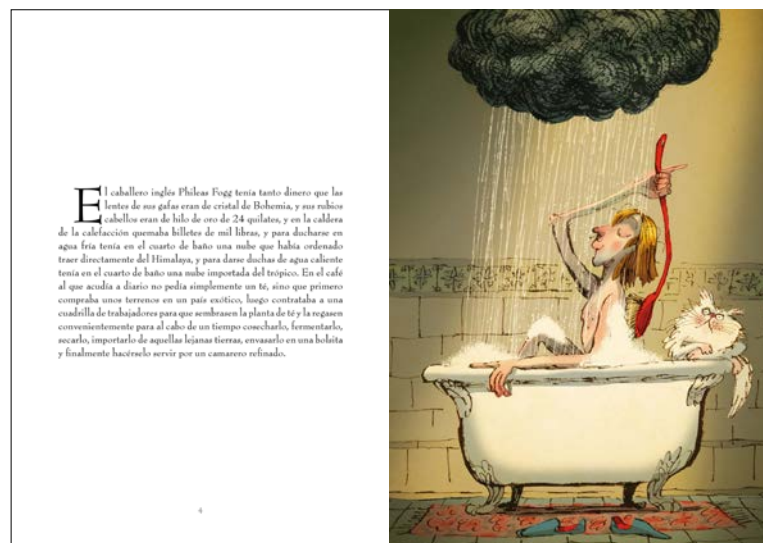 El caballero inglés Phileas Fogg tenía tanto dinero que las
lentes de sus gafas eran de cristal de Bohemia, y sus rubios
cabellos eran de hilo de oro de 24 quilates, y en la caldera
de la calefacción quemaba billetes de mil libras, y para ducharse en
agua fría tenía en el cuarto de baño una nube que había ordenado
traer directamente del Himalaya, y para darse duchas de agua caliente
tenía en el cuarto de baño una nube importada del trópico. En el café
al que acudía a diario no pedía simplemente un té, sino que primero
compraba unos terrenos en un país exótico, luego contrataba a una
cuadrilla de trabajadores para que sembrasen la planta de té y la regasen
convenientemente para al cabo de un tiempo cosecharlo, fermentarlo,
secarlo, importarlo de aquellas lejanas tierras, envasarlo en una bolsita
y finalmente hacérselo servir por un camarero refinado.
4